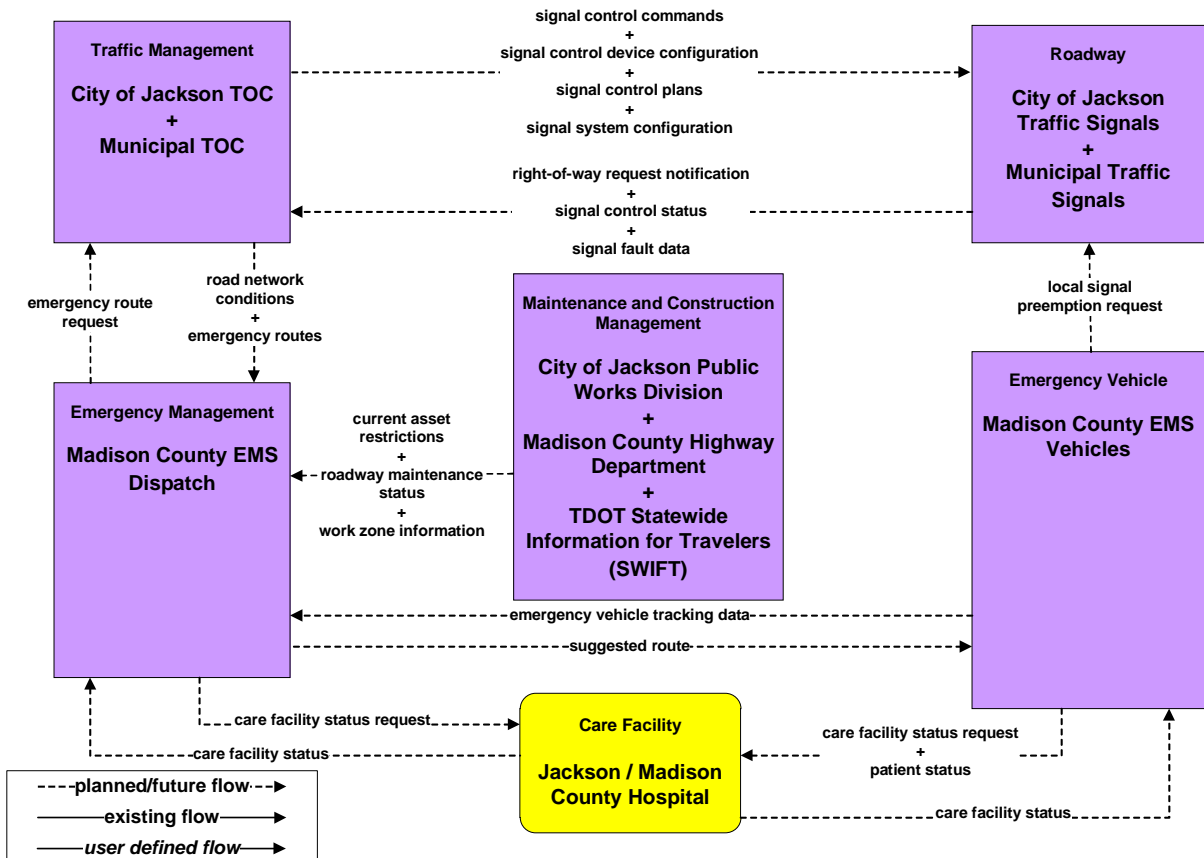 signal control commands
+
signal control device configuration
+
signal control plans
+
signal system configuration
Traffic Management
City of Jackson TOC
+
Municipal TOC
Roadway
City of Jackson
Traffic Signals
+
Municipal Traffic
Signals
right-of-way request notification
+
signal control status
+
signal fault data
emergency route
request
road network
conditions
+
emergency routes
local signal
preemption request
Maintenance and Construction
Management
City of Jackson Public
Works Division
+
Madison County Highway
Department
+
TDOT Statewide
Information for Travelers
(SWIFT)
Emergency Management
Madison County EMS
Dispatch
current asset
restrictions
+
roadway maintenance
status
+
work zone information
Emergency Vehicle
Madison County EMS
Vehicles
emergency vehicle tracking data
suggested route
care facility status request
care facility status
Care Facility
Jackson / Madison
County Hospital
care facility status request
+
patient status
care facility status
planned/future flow
existing flow
user defined flow